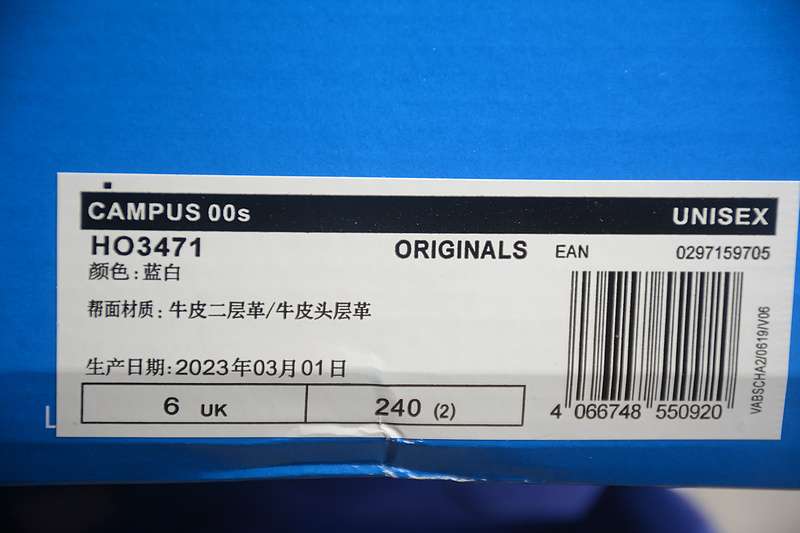 CAMPUS 00s UNISEX
HO3471 ORIGINALS EAN 0297159705
颜色:蓝白
帮面材质:牛皮二层革/牛皮头层革
生产日期:2023年03月01日
6 UK 240 (2)
4 066748 550920
VABSCHA2/0619/V06
L